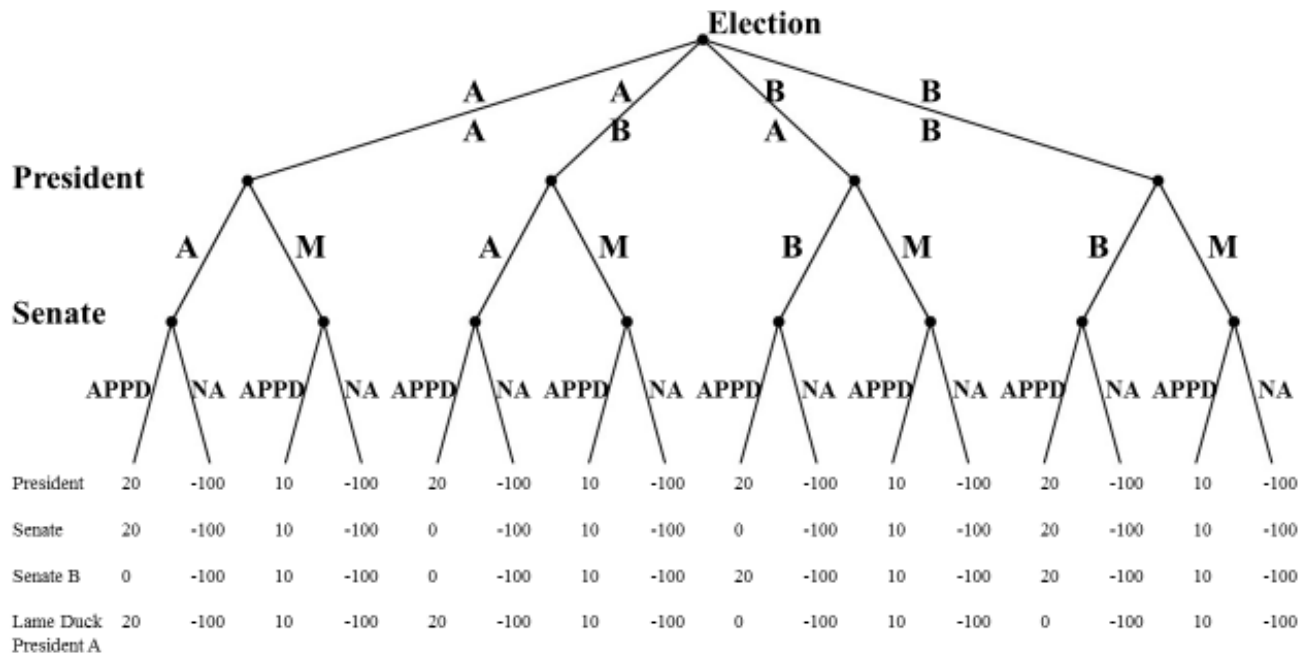 Election
A A B B
A B A B
President
A M A M B M B M
Senate
APPD NA APPD NA APPD NA APPD NA APPD NA APPD NA APPD NA APPD NA
President 20 -100 10 -100 20 -100 10 -100 20 -100 10 -100 20 -100 10 -100
Senate 20 -100 10 -100 0 -100 10 -100 0 -100 10 -100 20 -100 10 -100
Senate B 0 -100 10 -100 0 -100 10 -100 20 -100 10 -100 20 -100 10 -100
Lame Duck 20 -100 10 -100 20 -100 10 -100 0 -100 10 -100 0 -100 10 -100
President A